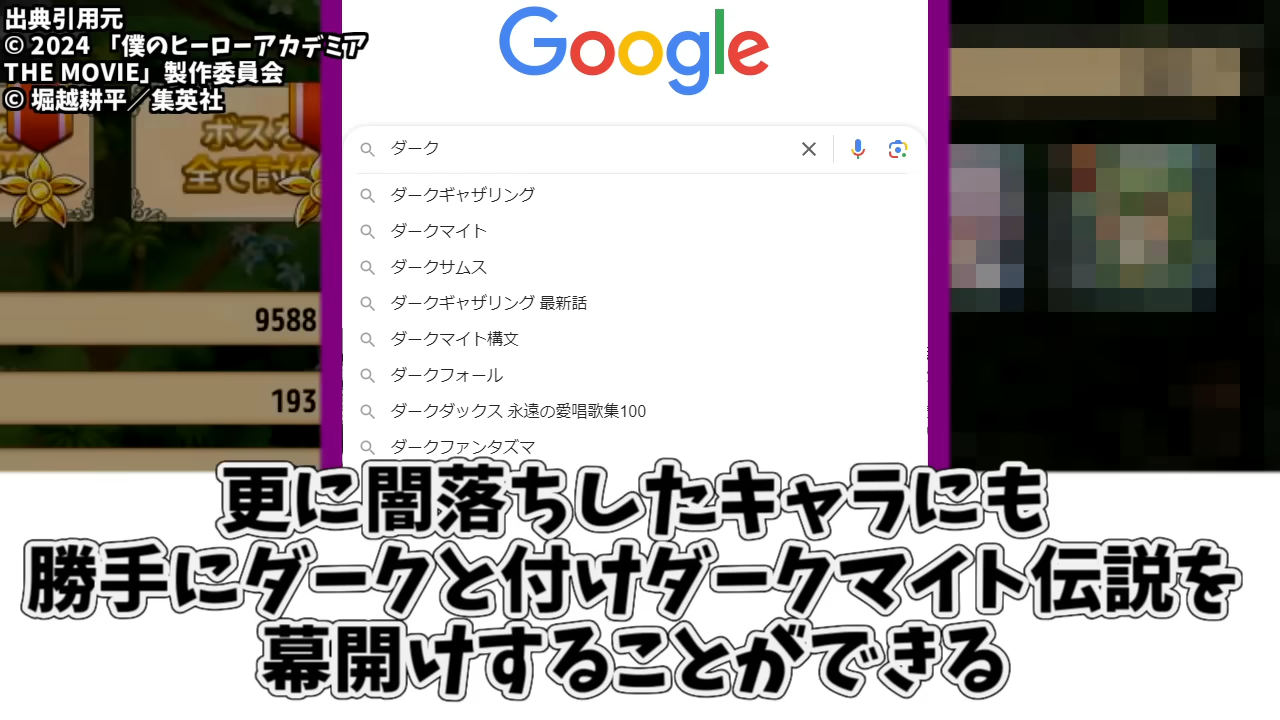 出典引用元
© 2024 「僕のヒーローアカデミア
THE MOVIE」製作委員会
© 堀越耕平／集英社
ボスを
全て討伐
9588
193
Google
ダーク
ダークギャザリング
ダークマイト
ダークサムス
ダークギャザリング 最新話
ダークマイト構文
ダークフォール
ダークダックス 永遠の愛唱歌集100
ダークファンタズマ
更に闇落ちしたキャラにも
勝手にダークと付けダークマイト伝説を
幕開けすることができる